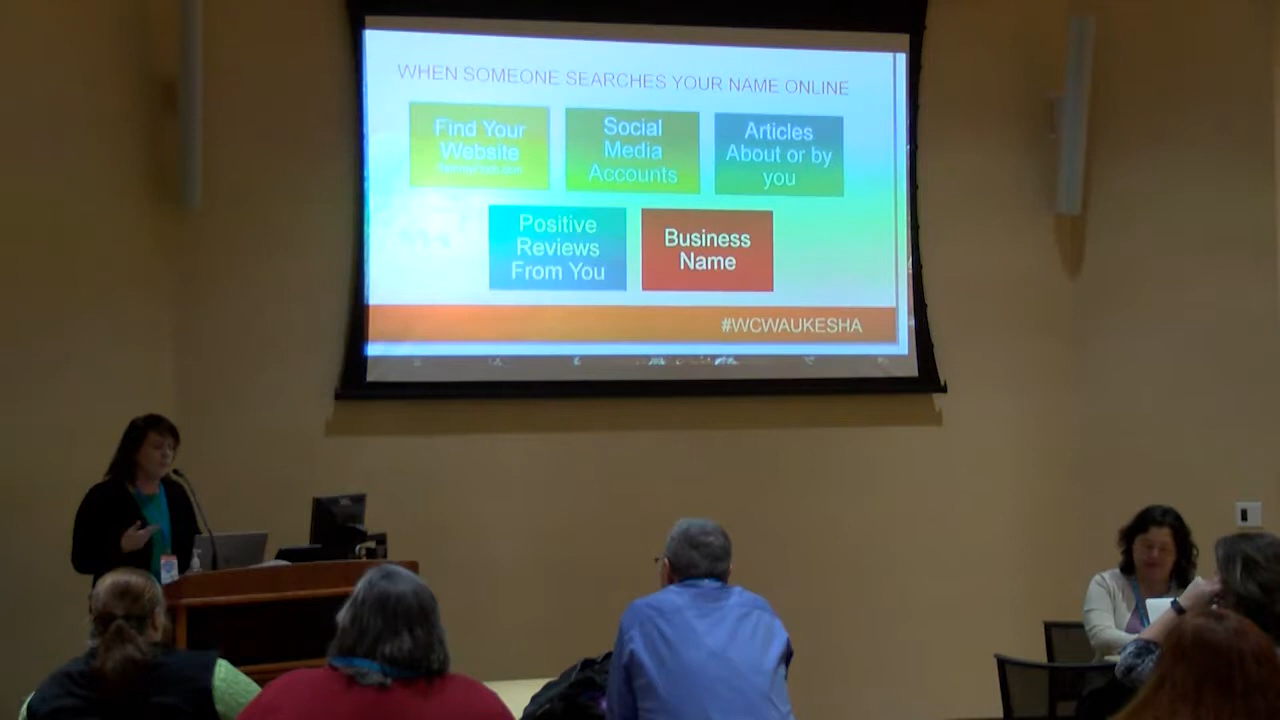 WHEN SOMEONE SEARCHES YOUR NAME ONLINE
Find Your
Website
Social
Media
Accounts
Articles
About or by
you
Positive
Reviews
From You
Business
Name
#WCWAUKESHA